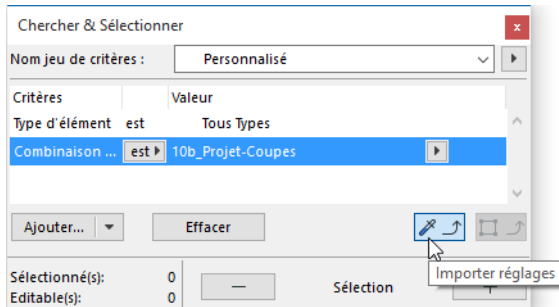 Chercher & Sélectionner
x
Nom jeu de critères : Personnalisé
Critères Valeur
Type d'élément est Tous Types
Combinaison ... est 10b_Projet-Coupes
Ajouter... Effacer
Importer réglages
Sélectionné(s): 0 — Sélection +
Editable(s): 0